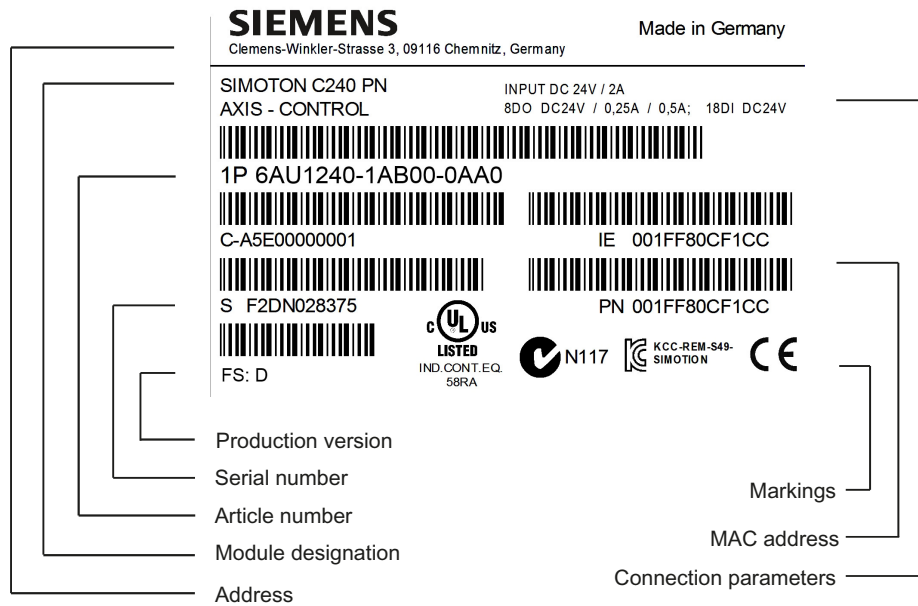 SIEMENS
Made in Germany
Clemens-Winkler-Strasse 3, 09116 Chemnitz, Germany
SIMOTON C240 PN
INPUT DC 24V / 2A
AXIS - CONTROL
8DO DC24V / 0,25A / 0,5A; 18DI DC24V
1P 6AU1240-1AB00-0AA0
C-A5E00000001
IE 001FF80CF1CC
S F2DN028375
PN 001FF80CF1CC
C UL US
LISTED
IND.CONT.EQ.
58RA
N117
KCC-REM-S49-
SIMOTION
CE
FS: D
Production version
Serial number
Article number
Module designation
Address
Markings
MAC address
Connection parameters